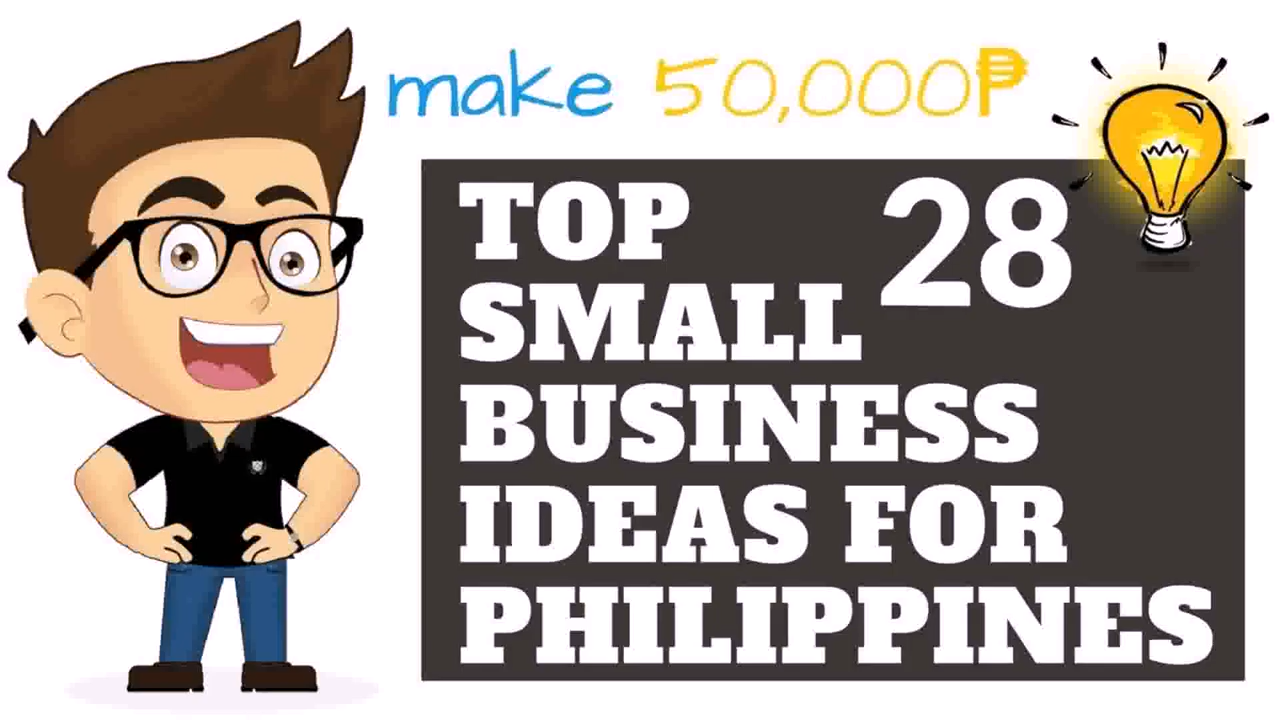 make 50,000₱
TOP 28
SMALL
BUSINESS
IDEAS FOR
PHILIPPINES